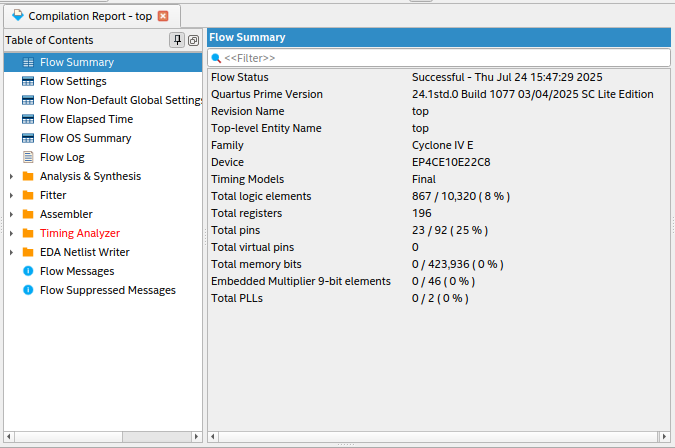 Compilation Report - top
Table of Contents
Flow Summary
Flow Settings
Flow Non-Default Global Settings
Flow Elapsed Time
Flow OS Summary
Flow Log
Analysis & Synthesis
Fitter
Assembler
Timing Analyzer
EDA Netlist Writer
Flow Messages
Flow Suppressed Messages
Flow Summary
<<Filter>>
Flow Status Successful - Thu Jul 24 15:47:29 2025
Quartus Prime Version 24.1std.0 Build 1077 03/04/2025 SC Lite Edition
Revision Name top
Top-level Entity Name top
Family Cyclone IV E
Device EP4CE10E22C8
Timing Models Final
Total logic elements 867 / 10,320 ( 8 % )
Total registers 196
Total pins 23 / 92 ( 25 % )
Total virtual pins 0
Total memory bits 0 / 423,936 ( 0 % )
Embedded Multiplier 9-bit elements 0 / 46 ( 0 % )
Total PLLs 0 / 2 ( 0 % )